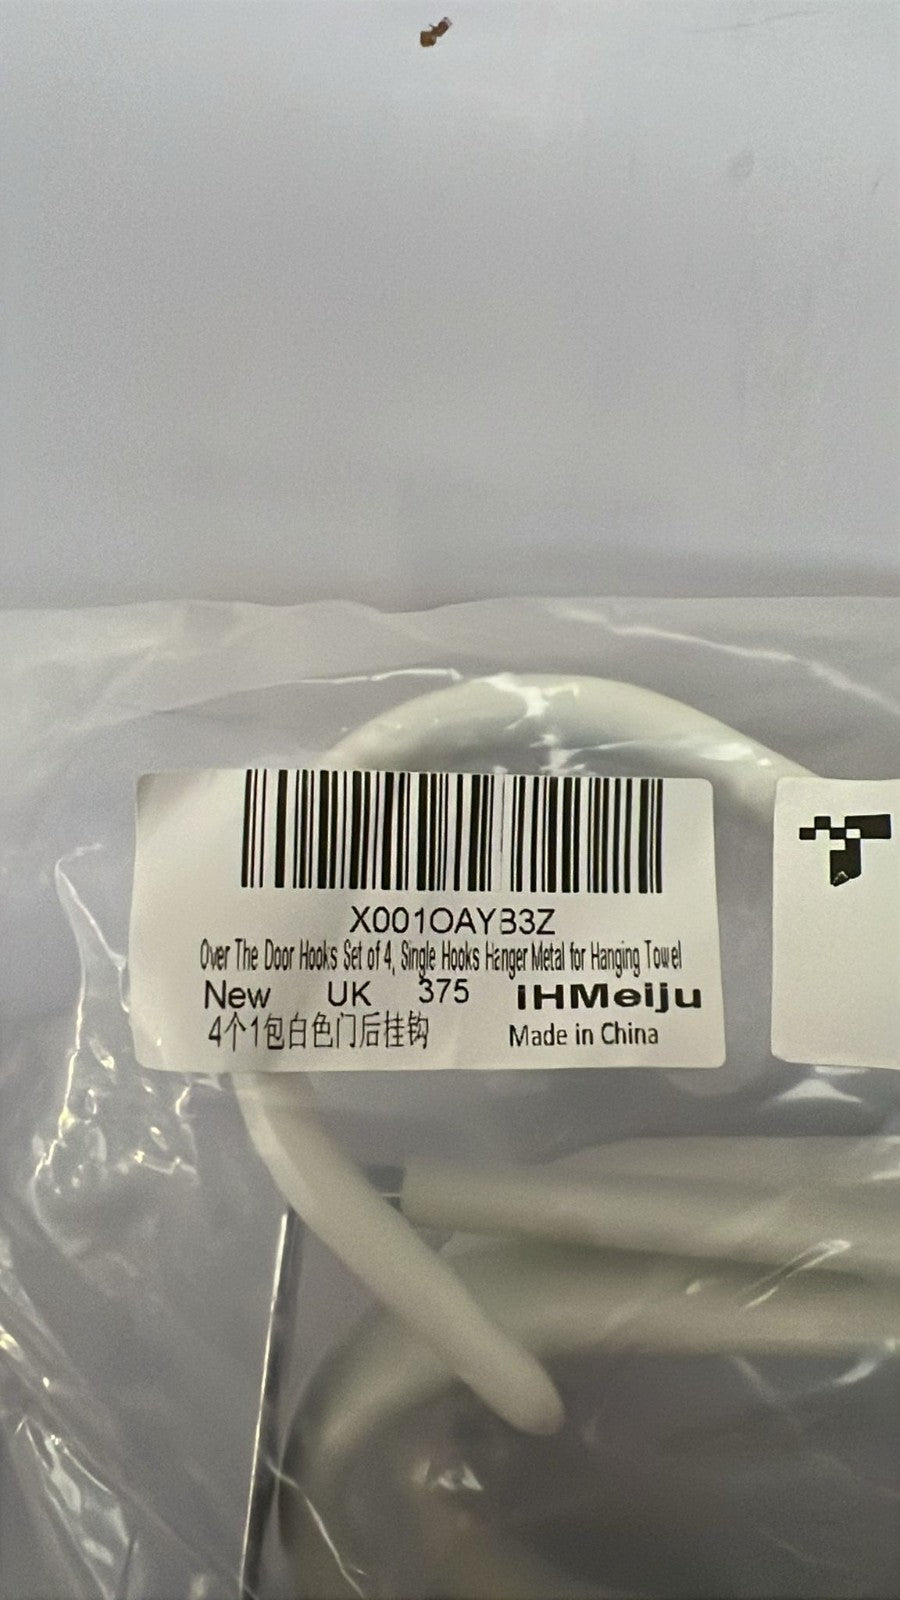 X001OAYB3Z
Over The Door Hooks Set of 4, Single Hooks Hanger Metal for Hanging Towel
New UK 375 iHMeiju
4个1包白色门后挂钩 Made in China